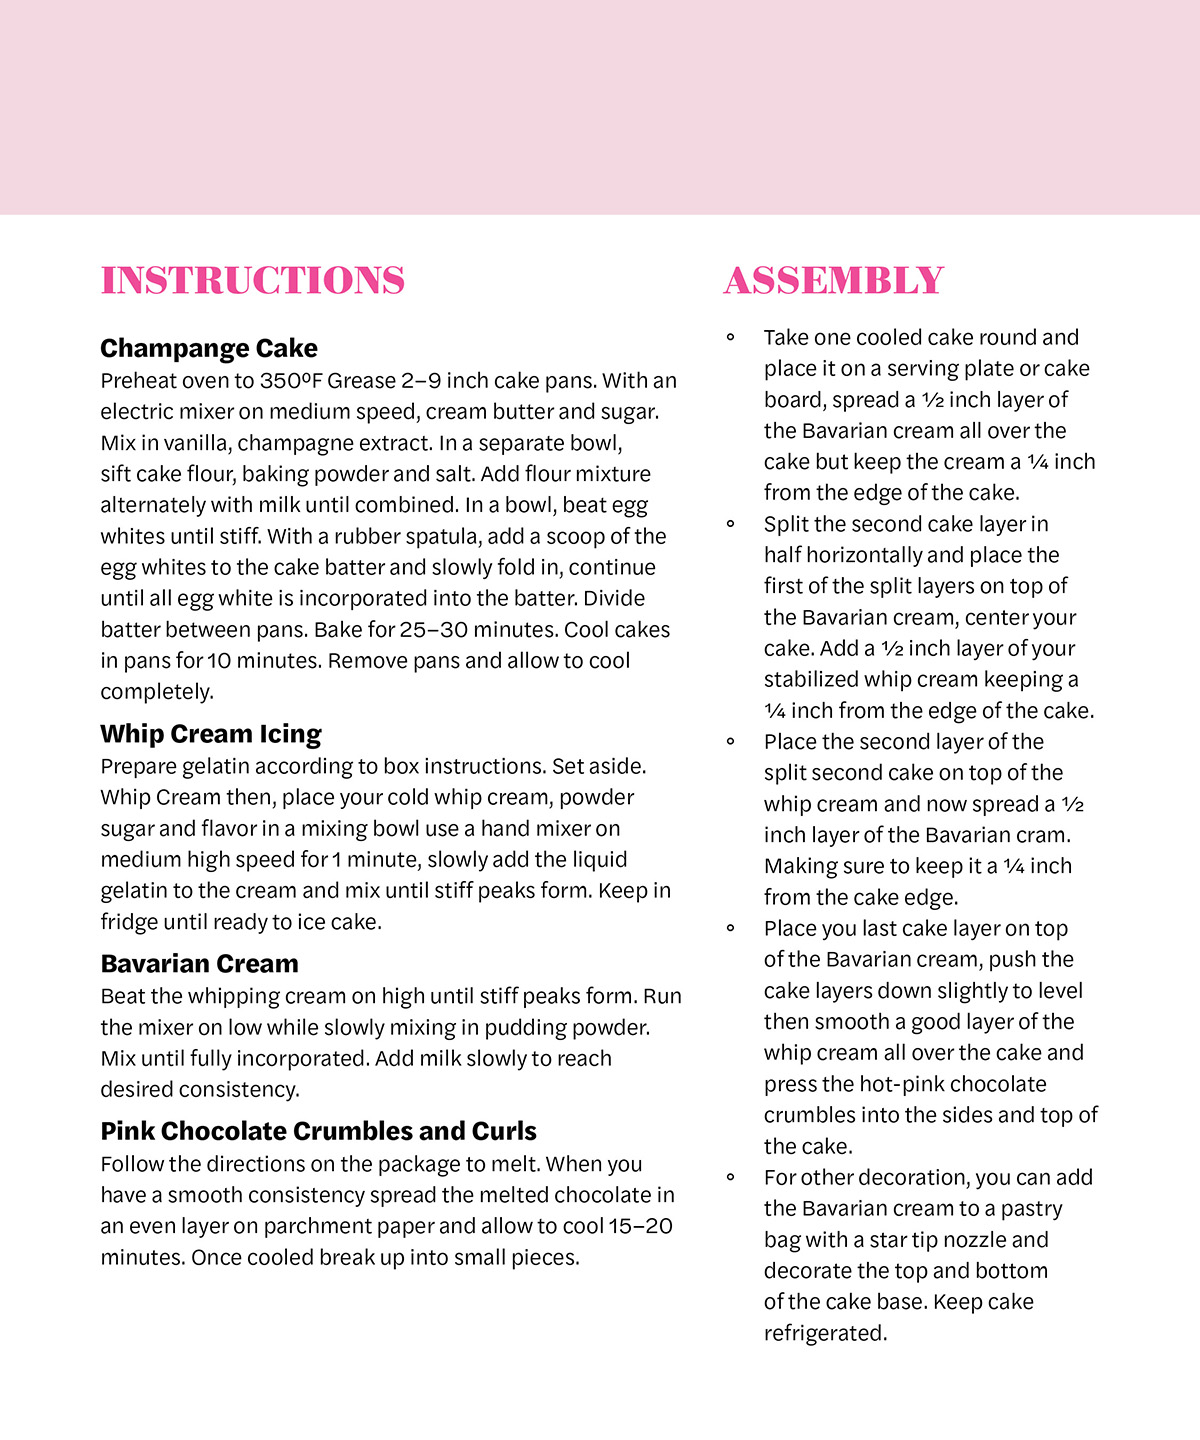 INSTRUCTIONS
Champange Cake
Preheat oven to 350ºF Grease 2–9 inch cake pans. With an
electric mixer on medium speed, cream butter and sugar.
Mix in vanilla, champagne extract. In a separate bowl,
sift cake flour, baking powder and salt. Add flour mixture
alternately with milk until combined. In a bowl, beat egg
whites until stiff. With a rubber spatula, add a scoop of the
egg whites to the cake batter and slowly fold in, continue
until all egg white is incorporated into the batter. Divide
batter between pans. Bake for 25–30 minutes. Cool cakes
in pans for 10 minutes. Remove pans and allow to cool
completely.
Whip Cream Icing
Prepare gelatin according to box instructions. Set aside.
Whip Cream then, place your cold whip cream, powder
sugar and flavor in a mixing bowl use a hand mixer on
medium high speed for 1 minute, slowly add the liquid
gelatin to the cream and mix until stiff peaks form. Keep in
fridge until ready to ice cake.
Bavarian Cream
Beat the whipping cream on high until stiff peaks form. Run
the mixer on low while slowly mixing in pudding powder.
Mix until fully incorporated. Add milk slowly to reach
desired consistency.
Pink Chocolate Crumbles and Curls
Follow the directions on the package to melt. When you
have a smooth consistency spread the melted chocolate in
an even layer on parchment paper and allow to cool 15–20
minutes. Once cooled break up into small pieces.
ASSEMBLY
◦ Take one cooled cake round and
place it on a serving plate or cake
board, spread a ½ inch layer of
the Bavarian cream all over the
cake but keep the cream a ¼ inch
from the edge of the cake.
◦ Split the second cake layer in
half horizontally and place the
first of the split layers on top of
the Bavarian cream, center your
cake. Add a ½ inch layer of your
stabilized whip cream keeping a
¼ inch from the edge of the cake.
◦ Place the second layer of the
split second cake on top of the
whip cream and now spread a ½
inch layer of the Bavarian cram.
Making sure to keep it a ¼ inch
from the cake edge.
◦ Place you last cake layer on top
of the Bavarian cream, push the
cake layers down slightly to level
then smooth a good layer of the
whip cream all over the cake and
press the hot-pink chocolate
crumbles into the sides and top of
the cake.
◦ For other decoration, you can add
the Bavarian cream to a pastry
bag with a star tip nozzle and
decorate the top and bottom
of the cake base. Keep cake
refrigerated.